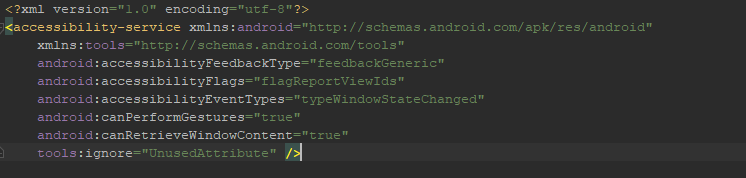 <?xml version="1.0" encoding="utf-8"?>
<accessibility-service xmlns:android="http://schemas.android.com/apk/res/android"
    xmlns:tools="http://schemas.android.com/tools"
    android:accessibilityFeedbackType="feedbackGeneric"
    android:accessibilityFlags="flagReportViewIds"
    android:accessibilityEventTypes="typeWindowStateChanged"
    android:canPerformGestures="true"
    android:canRetrieveWindowContent="true"
    tools:ignore="UnusedAttribute" />